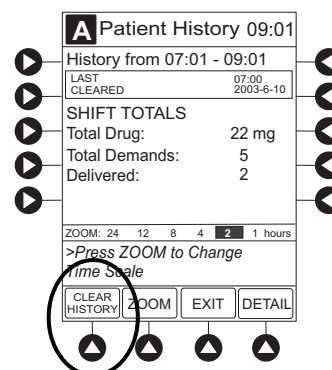 A Patient History 09:01
History from 07:01 - 09:01
LAST 07:00
CLEARED 2003-6-10
SHIFT TOTALS
Total Drug: 22 mg
Total Demands: 5
Delivered: 2
ZOOM: 24 12 8 4 2 1 hours
>Press ZOOM to Change
Time Scale
CLEAR
HISTORY ZOOM EXIT DETAIL